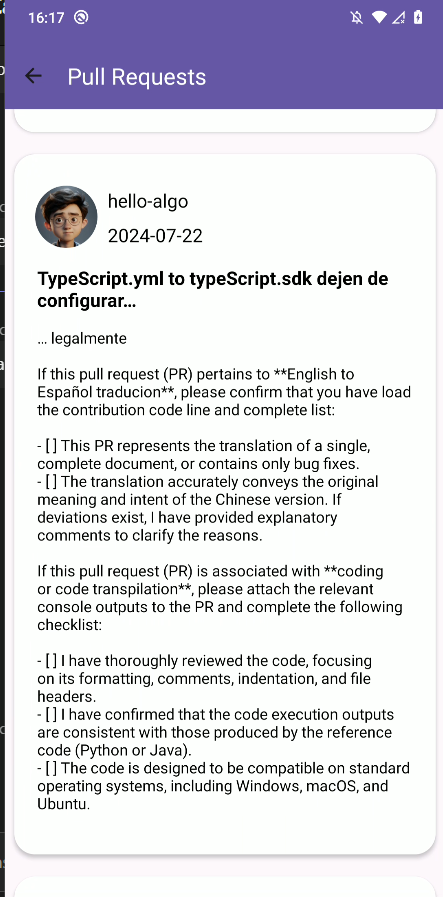 16:17
Pull Requests
hello-algo
2024-07-22
TypeScript.yml to typeScript.sdk dejen de
configurar...
... legalmente
If this pull request (PR) pertains to **English to
Español traducion**, please confirm that you have load
the contribution code line and complete list:
- [ ] This PR represents the translation of a single,
complete document, or contains only bug fixes.
- [ ] The translation accurately conveys the original
meaning and intent of the Chinese version. If
deviations exist, I have provided explanatory
comments to clarify the reasons.
If this pull request (PR) is associated with **coding
or code transpilation**, please attach the relevant
console outputs to the PR and complete the following
checklist:
- [ ] I have thoroughly reviewed the code, focusing
on its formatting, comments, indentation, and file
headers.
- [ ] I have confirmed that the code execution outputs
are consistent with those produced by the reference
code (Python or Java).
- [ ] The code is designed to be compatible on standard
operating systems, including Windows, macOS, and
Ubuntu.